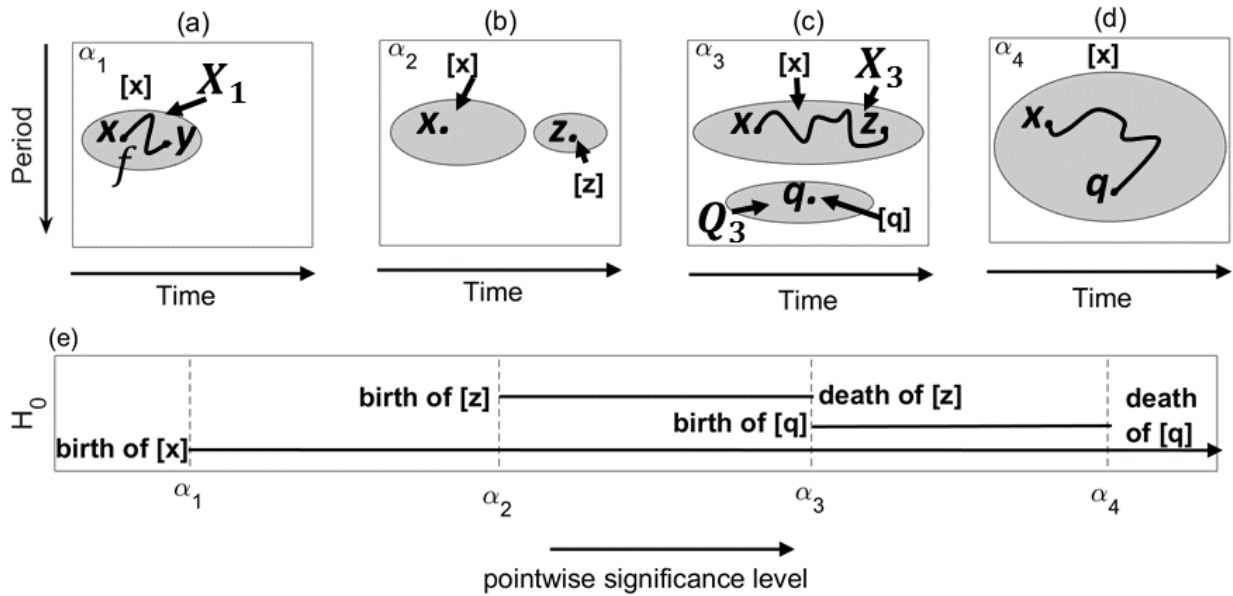 (a) (b) (c) (d)
α1 [x] X1
x y
f
α2 [x]
x. z.
[z]
α3 [x] X3
x z
q.
Q3 [q]
α4 [x]
x
q
Period
Time Time Time Time
(e)
H0
birth of [z] death of [z] death
birth of [q] of [q]
birth of [x]
α1 α2 α3 α4
pointwise significance level